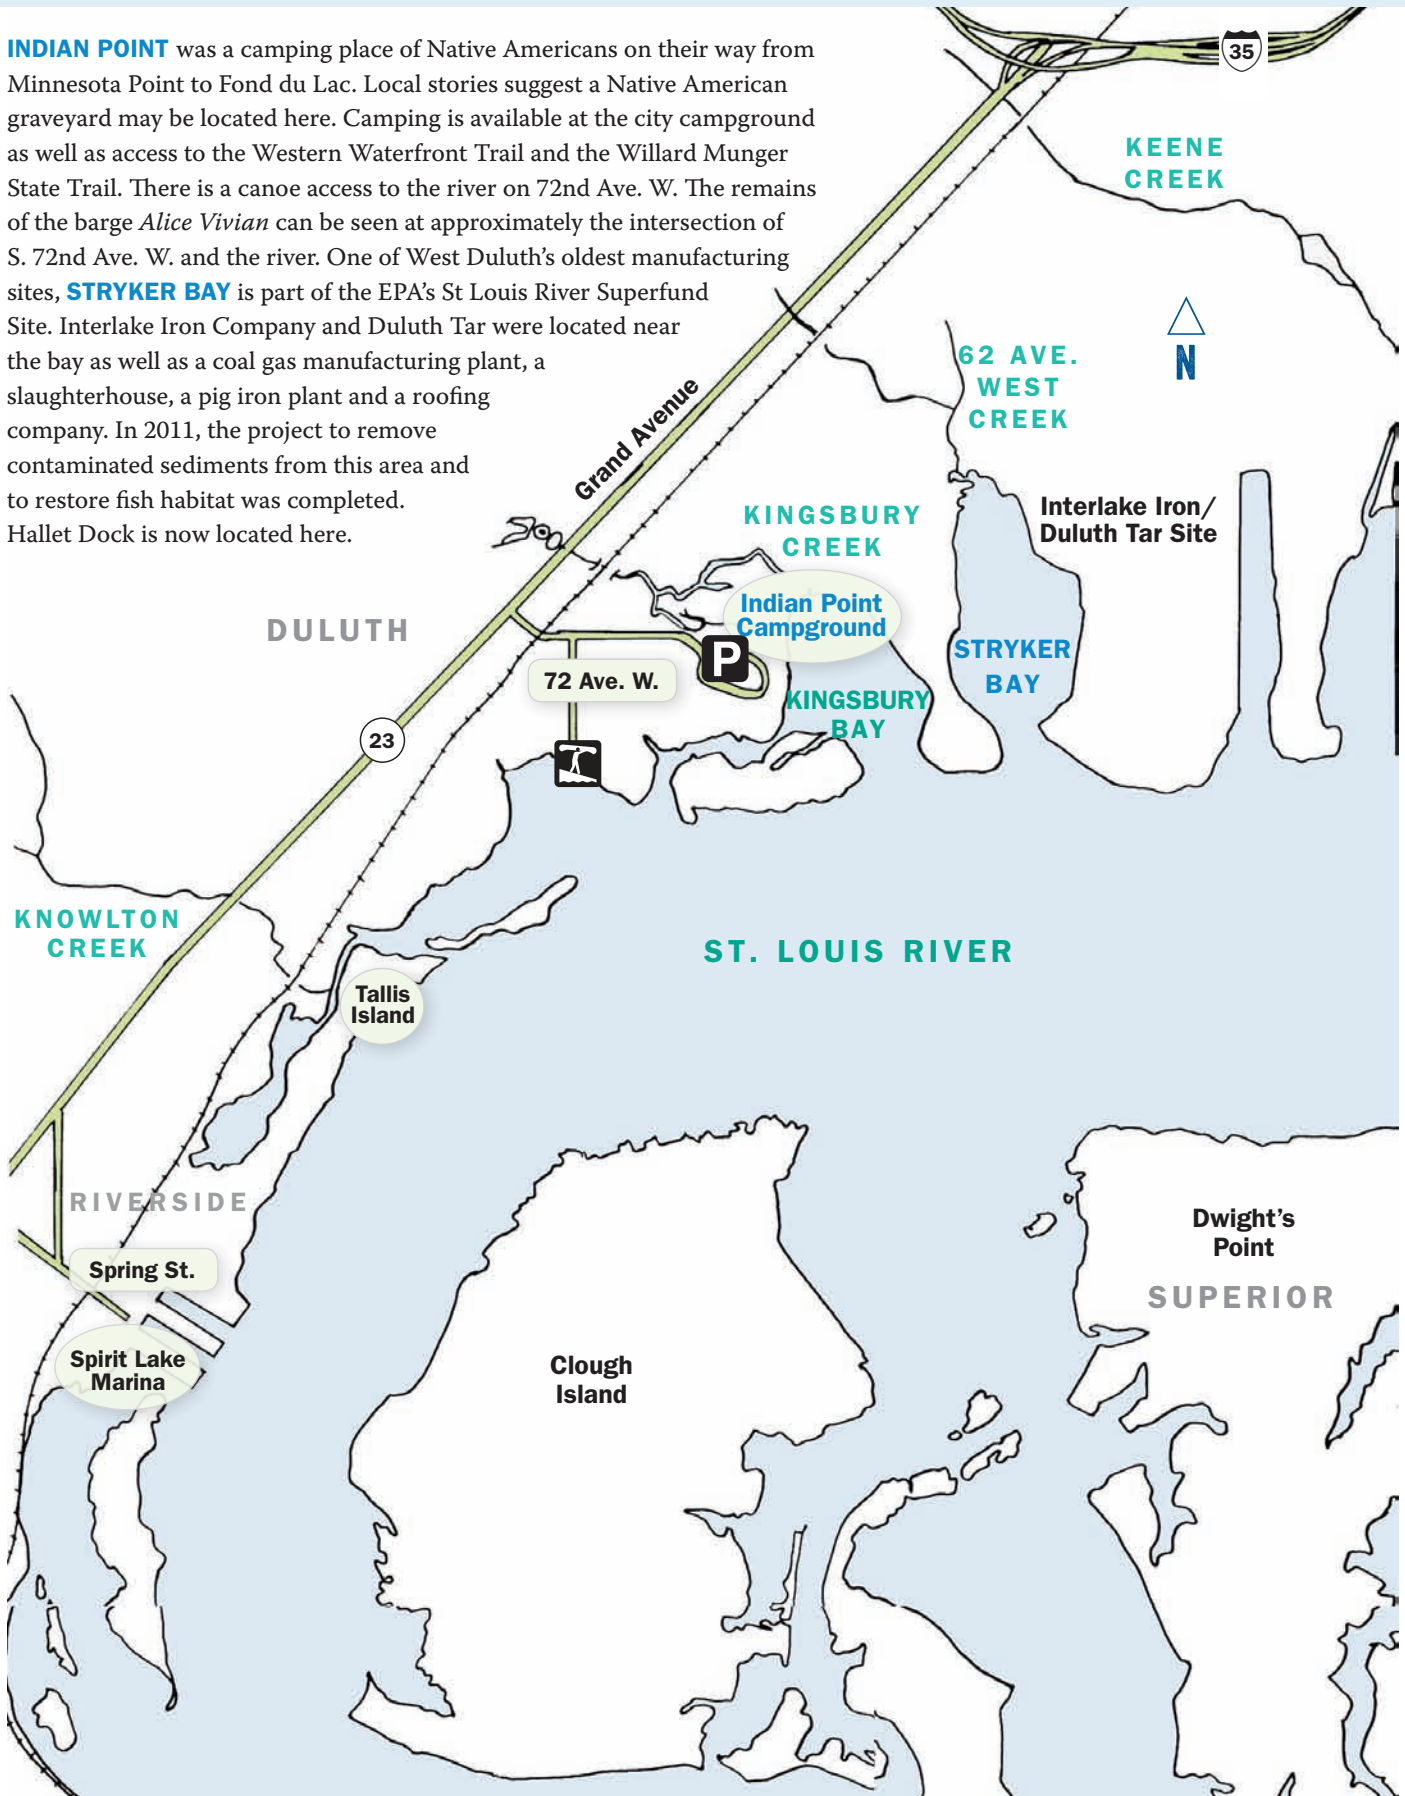 INDIAN POINT was a camping place of Native Americans on their way from
Minnesota Point to Fond du Lac. Local stories suggest a Native American
graveyard may be located here. Camping is available at the city campground
as well as access to the Western Waterfront Trail and the Willard Munger
State Trail. There is a canoe access to the river on 72nd Ave. W. The remains
of the barge Alice Vivian can be seen at approximately the intersection of
S. 72nd Ave. W. and the river. One of West Duluth’s oldest manufacturing
sites, STRYKER BAY is part of the EPA’s St Louis River Superfund
Site. Interlake Iron Company and Duluth Tar were located near
the bay as well as a coal gas manufacturing plant, a
slaughterhouse, a pig iron plant and a roofing
company. In 2011, the project to remove
contaminated sediments from this area and
to restore fish habitat was completed.
Hallet Dock is now located here.
35
KEENE
CREEK
N
62 AVE.
WEST
CREEK
Grand Avenue
Interlake Iron/
Duluth Tar Site
KINGSBURY
CREEK
Indian Point
Campground
DULUTH
P
STRYKER
BAY
72 Ave. W.
KINGSBURY
BAY
23
KNOWLTON
CREEK
ST. LOUIS RIVER
Tallis
Island
RIVERSIDE
Dwight’s
Point
SUPERIOR
Spring St.
Spirit Lake
Marina
Clough
Island